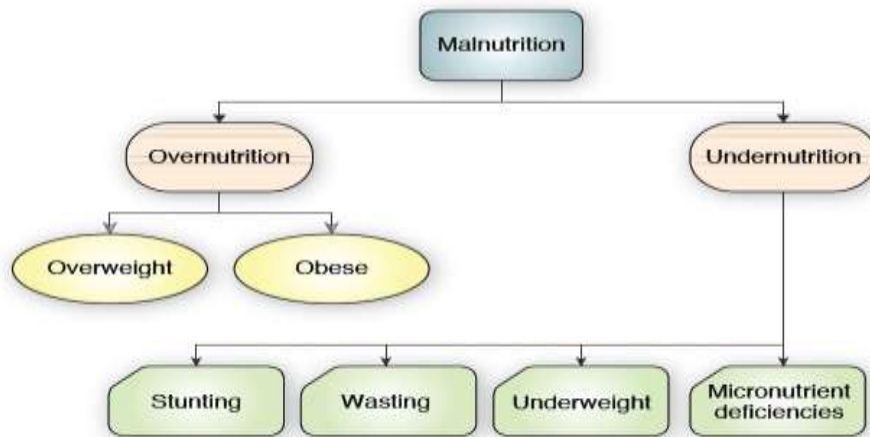 Malnutrition
Overnutrition
Undernutrition
Overweight
Obese
Stunting
Wasting
Underweight
Micronutrient
deficiencies